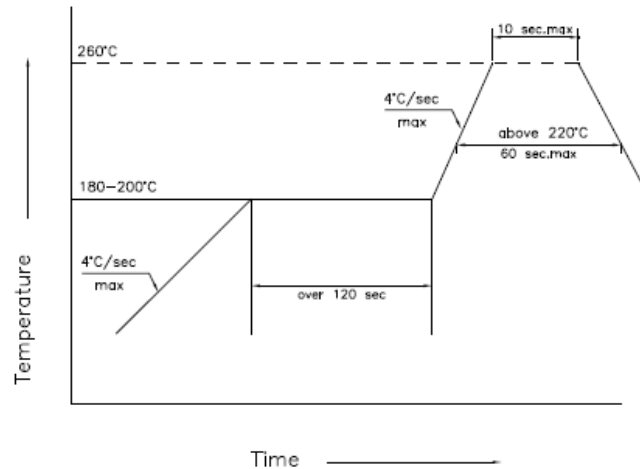 10 sec.max
260°C
4°C/sec
max
above 220°C
60 sec.max
180-200°C
4°C/sec
max
over 120 sec
Temperature
Time